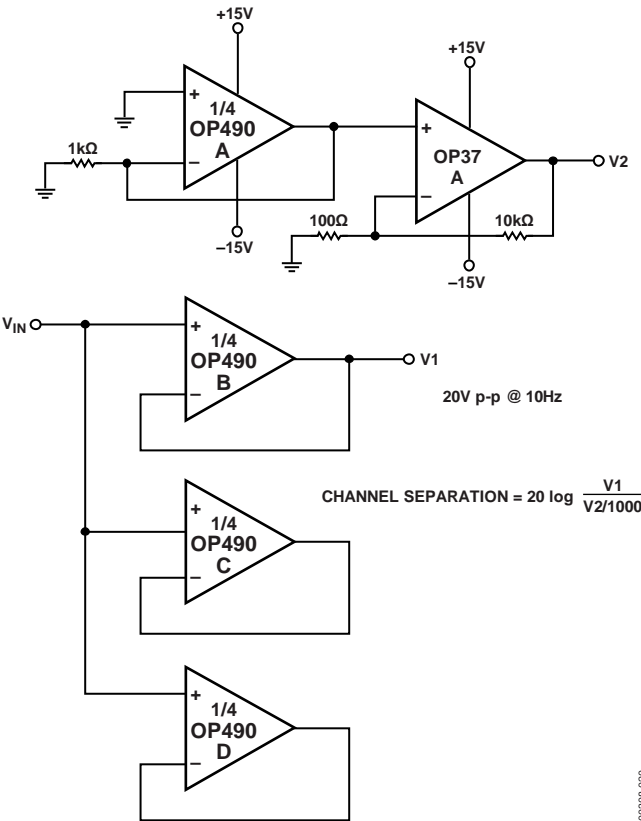 +15V
+15V
+
1/4
OP490
A
–
1kΩ
–15V
+
OP37
A
–
V2
100Ω
10kΩ
–15V
VIN
+
1/4
OP490
B
–
V1
20V p-p @ 10Hz
CHANNEL SEPARATION = 20 log V1
V2/1000
+
1/4
OP490
C
–
+
1/4
OP490
D
–